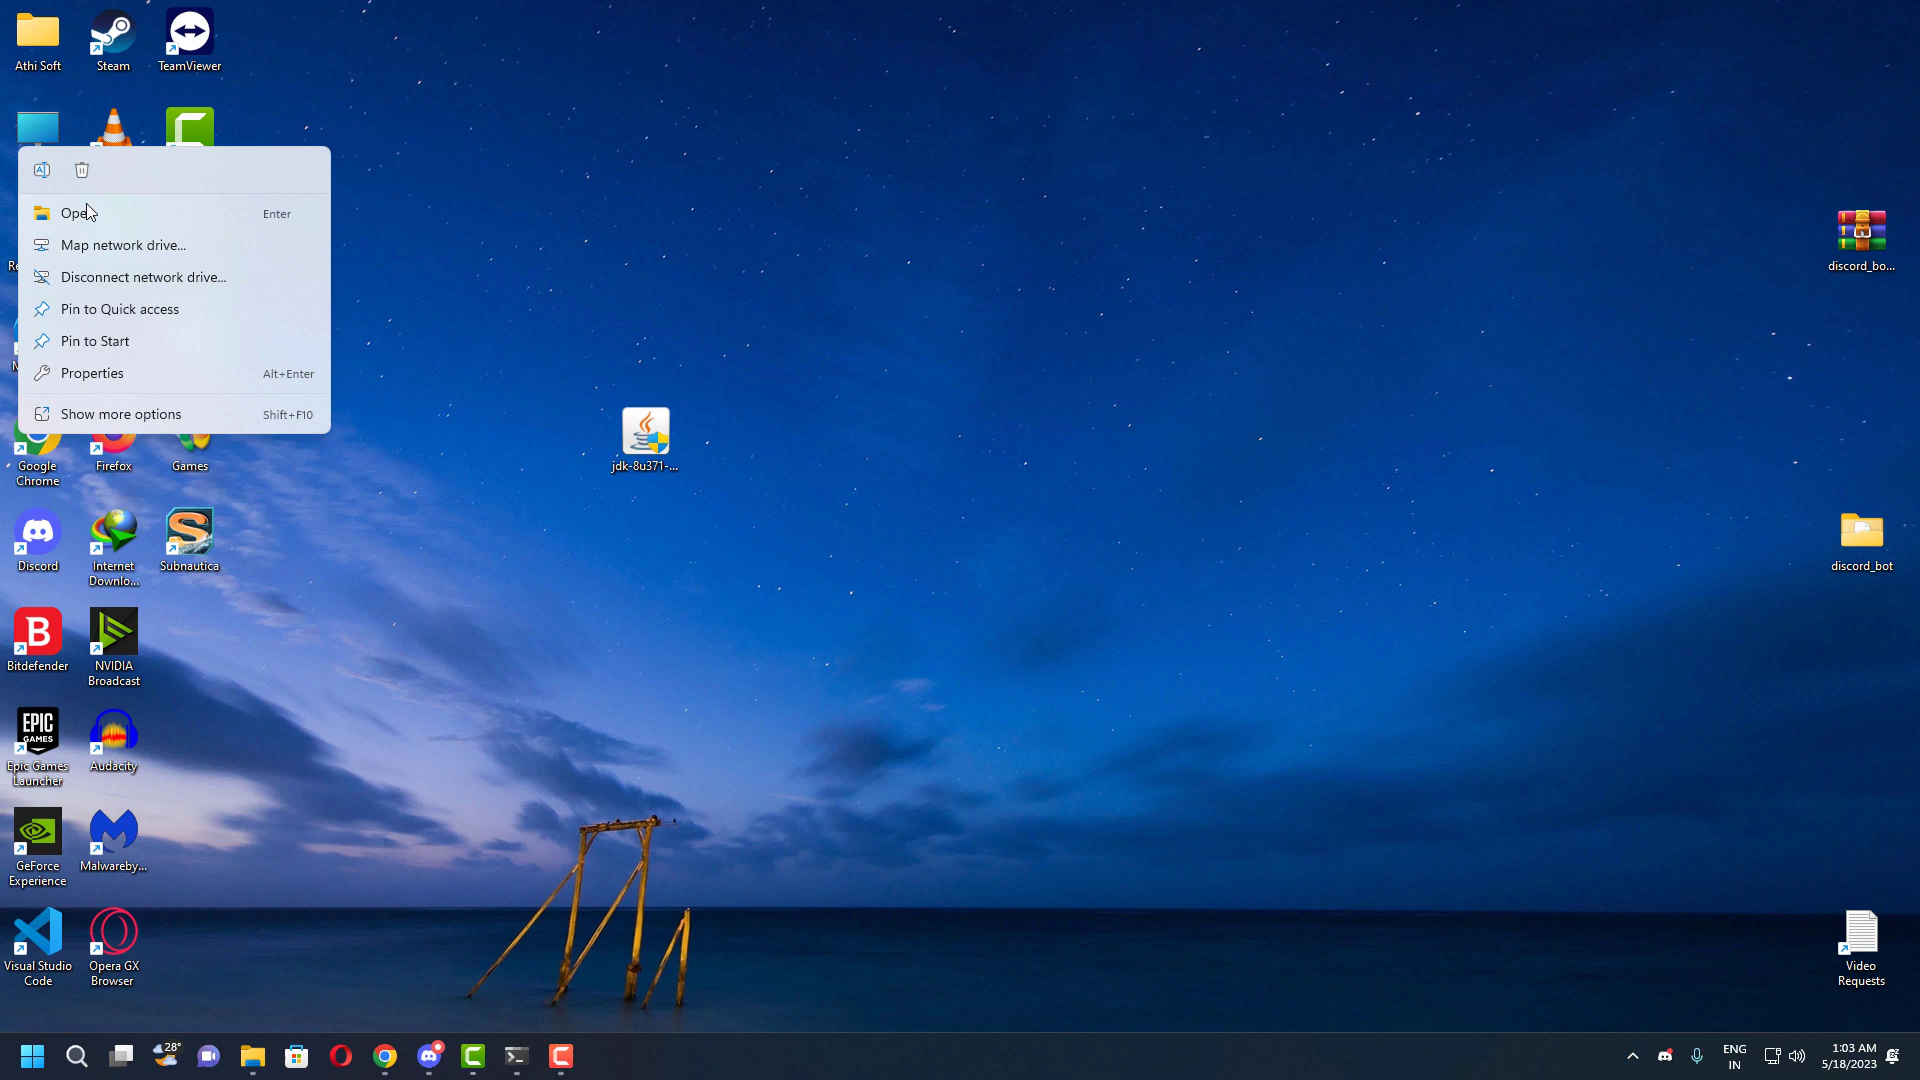 Athi Soft
Steam
TeamViewer
Open
Enter
Map network drive...
Disconnect network drive...
Pin to Quick access
Pin to Start
Properties
Alt+Enter
Show more options
Shift+F10
Google
Chrome
Firefox
Games
Discord
Internet
Downlo...
Subnautica
B
Bitdefender
NVIDIA
Broadcast
EPIC
GAMES
Epic Games
Launcher
Audacity
GeForce
Experience
Malwareby...
Visual Studio
Code
Opera GX
Browser
jdk-8u371-...
discord_bo...
discord_bot
Video
Requests
28°
ENG
IN
1:03 AM
5/18/2023